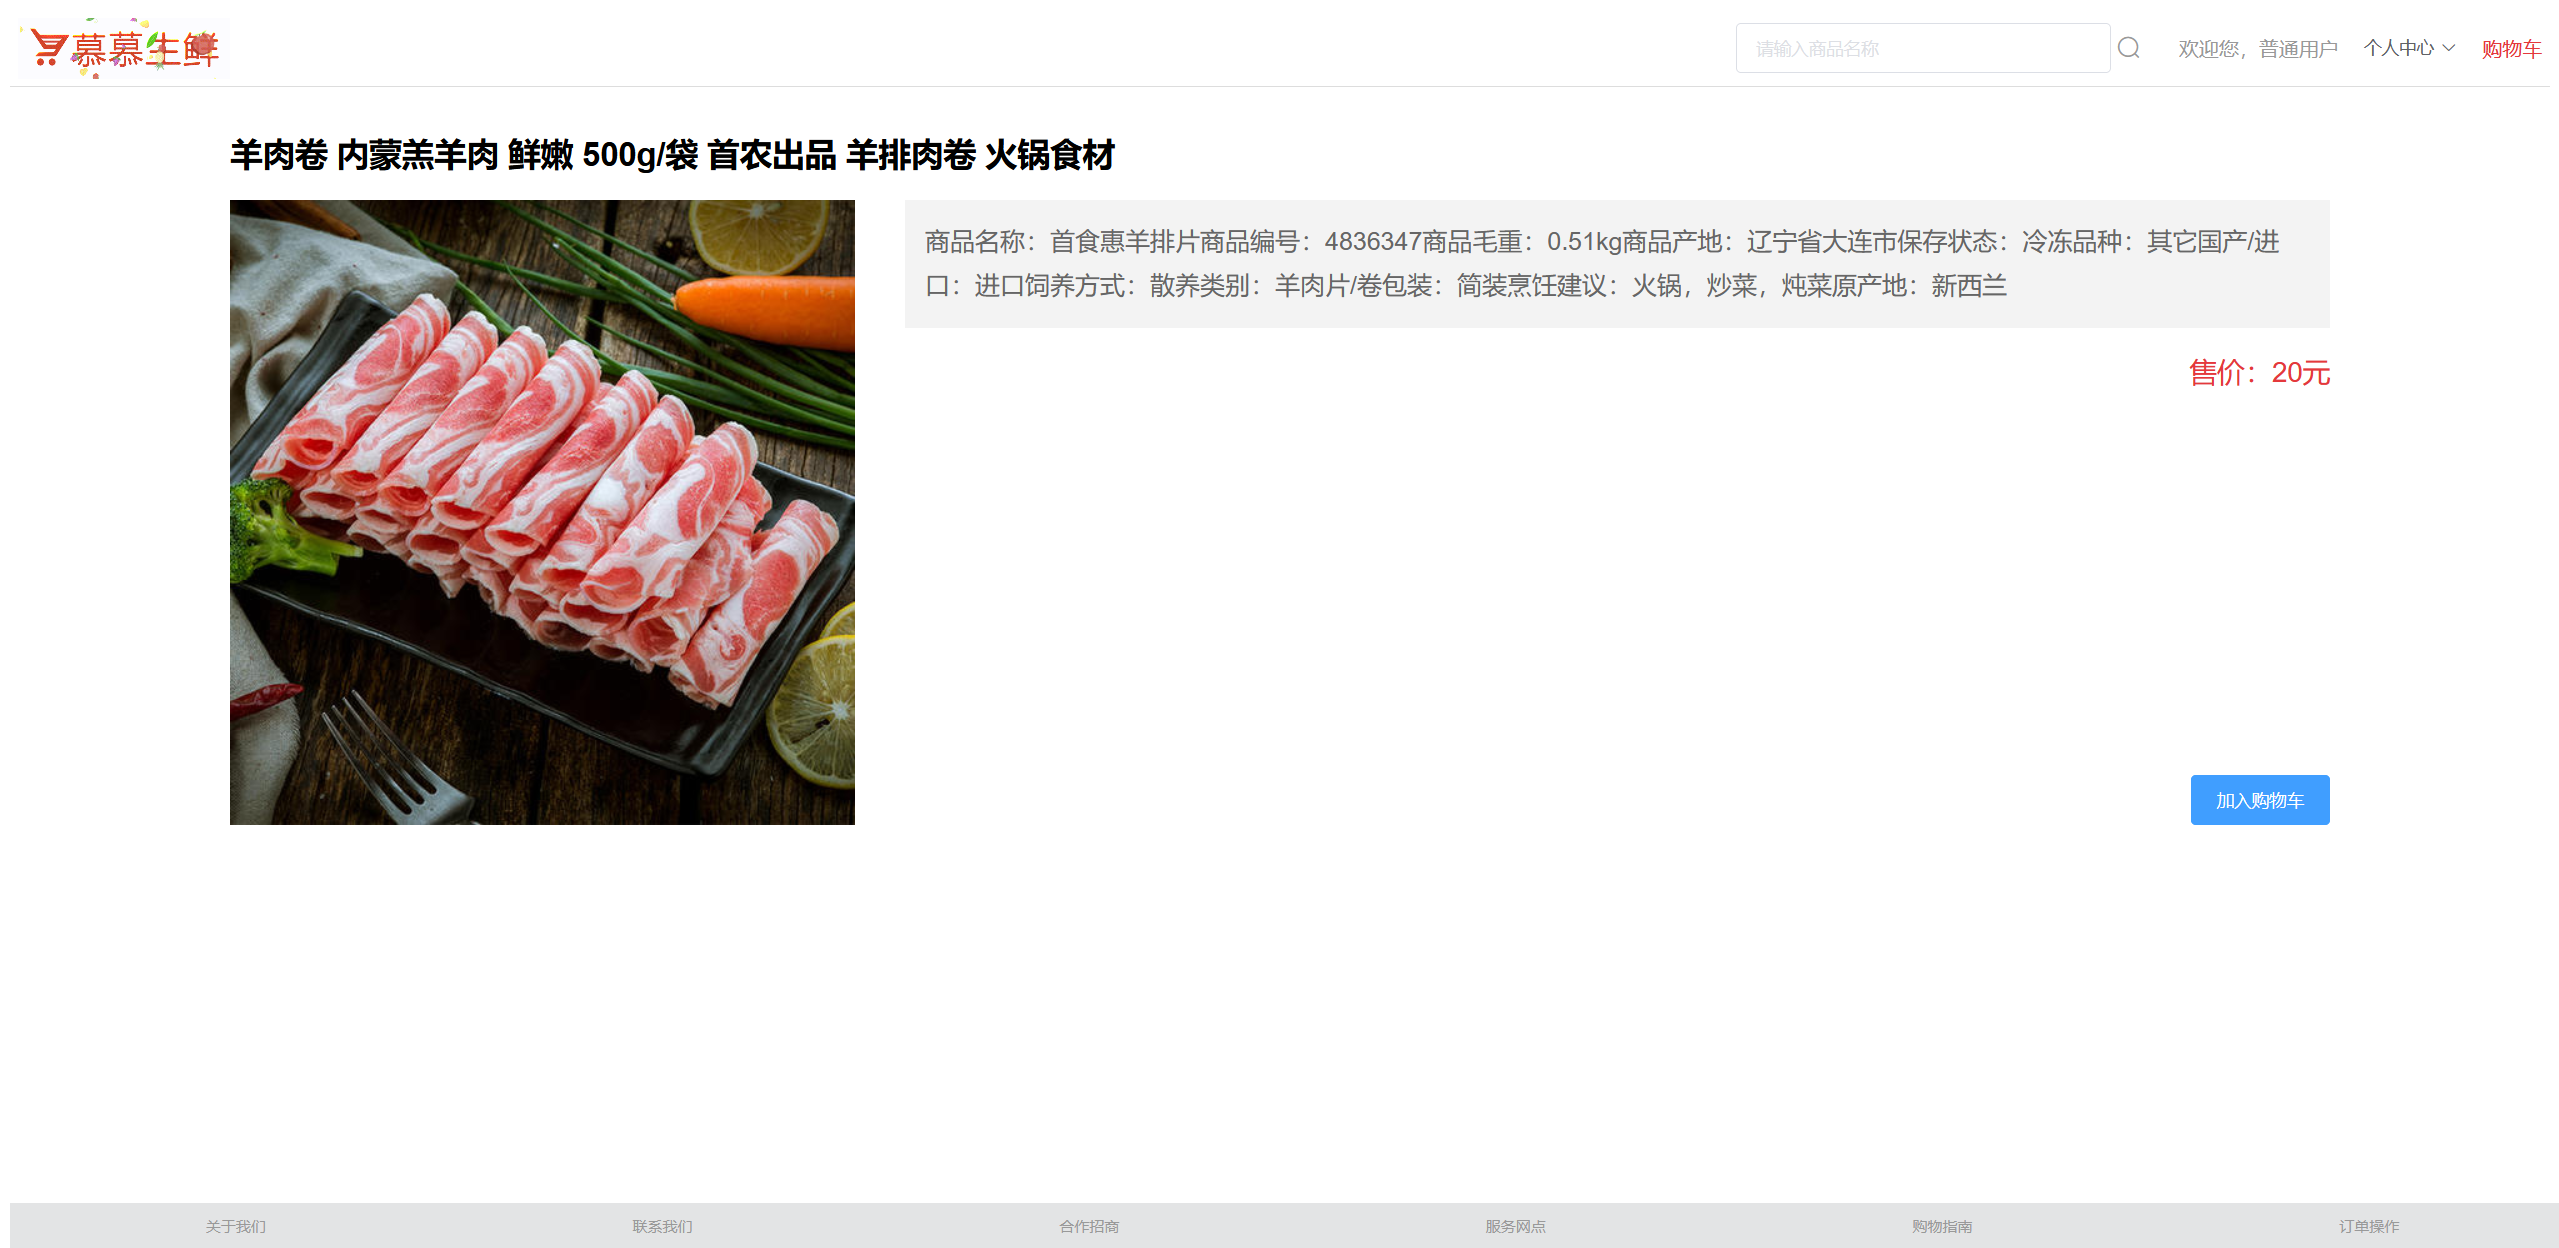 慕慕生鲜
请输入商品名称
欢迎您，普通用户
个人中心
购物车
羊肉卷 内蒙羔羊肉 鲜嫩 500g/袋 首农出品 羊排肉卷 火锅食材
商品名称：首食惠羊排片商品编号：4836347商品毛重：0.51kg商品产地：辽宁省大连市保存状态：冷冻品种：其它国产/进
口：进口饲养方式：散养类别：羊肉片/卷包装：简装烹饪建议：火锅，炒菜，炖菜原产地：新西兰
售价：20元
加入购物车
关于我们
联系我们
合作招商
服务网点
购物指南
订单操作